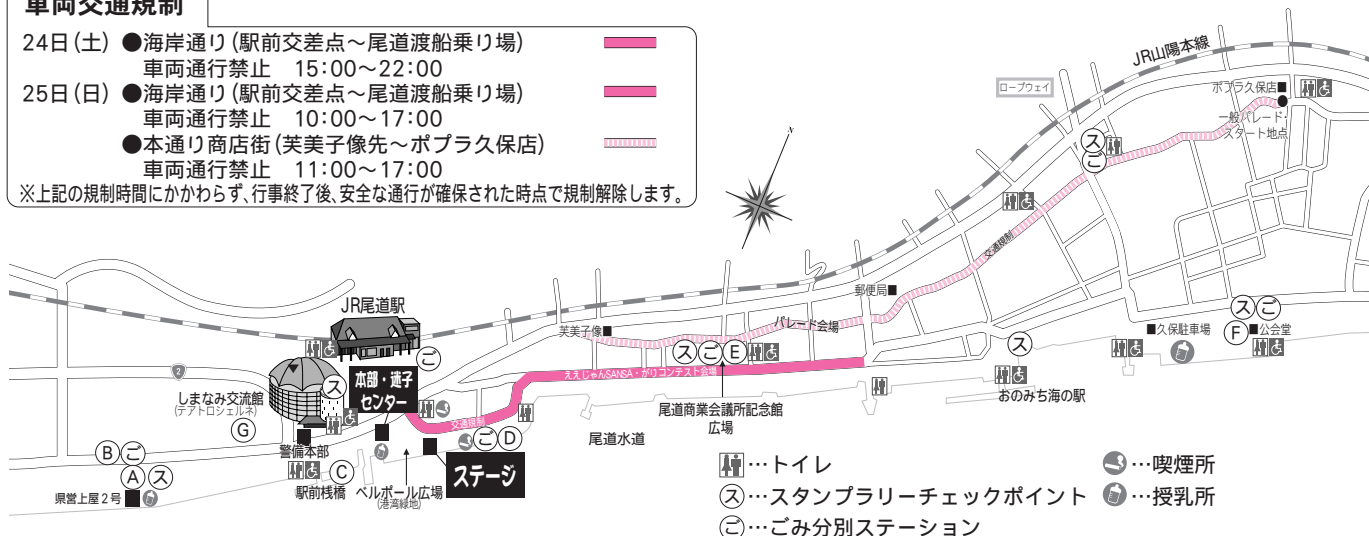 車両交通規制
24日(土) ●海岸通り(駅前交差点〜尾道渡船乗り場)
車両通行禁止 15:00〜22:00
25日(日) ●海岸通り(駅前交差点〜尾道渡船乗り場)
車両通行禁止 10:00〜17:00
●本通り商店街(芙美子像先〜ポプラ久保店)
車両通行禁止 11:00〜17:00
※上記の規制時間にかかわらず、行事終了後、安全な通行が確保された時点で規制解除します。
JR山陽本線
ロープウェイ
ポプラ久保店■
一般パレード・
スタート地点
ス
ご
N
交通規制
郵便局■
パレード会場
芙美子像■
JR尾道駅
ご
ス ご E
ス
ス ご
F ■公会堂
■久保駐車場
おのみち海の駅
ええじゃんSANSA・がりコンテスト会場
尾道商業会議所記念館
広場
2
しまなみ交流館
(テアトロシェルネ)
G
ス
本部・迷子
センター
交通規制
ご D
ステージ
尾道水道
B ご
A ス
県営上屋2号
警備本部
C
駅前桟橋
ベルポール広場
(港湾緑地)
…トイレ
…喫煙所
ス…スタンプラリーチェックポイント
…授乳所
ご…ごみ分別ステーション